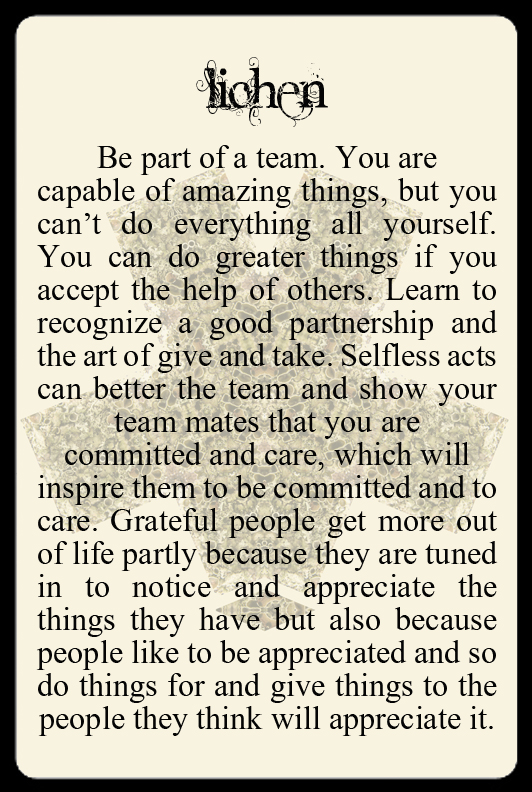 lichen
Be part of a team. You are
capable of amazing things, but you
can’t do everything all yourself.
You can do greater things if you
accept the help of others. Learn to
recognize a good partnership and
the art of give and take. Selfless acts
can better the team and show your
team mates that you are
committed and care, which will
inspire them to be committed and to
care. Grateful people get more out
of life partly because they are tuned
in to notice and appreciate the
things they have but also because
people like to be appreciated and so
do things for and give things to the
people they think will appreciate it.